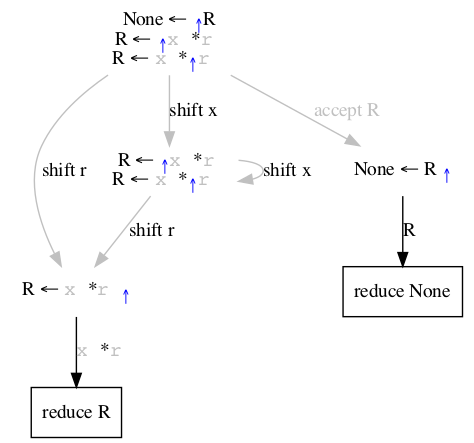 None ← ↑R
R ← ↑x *r
R ← x *↑r
shift x
accept R
shift r
R ← ↑x *r
R ← x *↑r
shift x
None ← R ↑
shift r
R
R ← x *r ↑
reduce None
x *r
reduce R